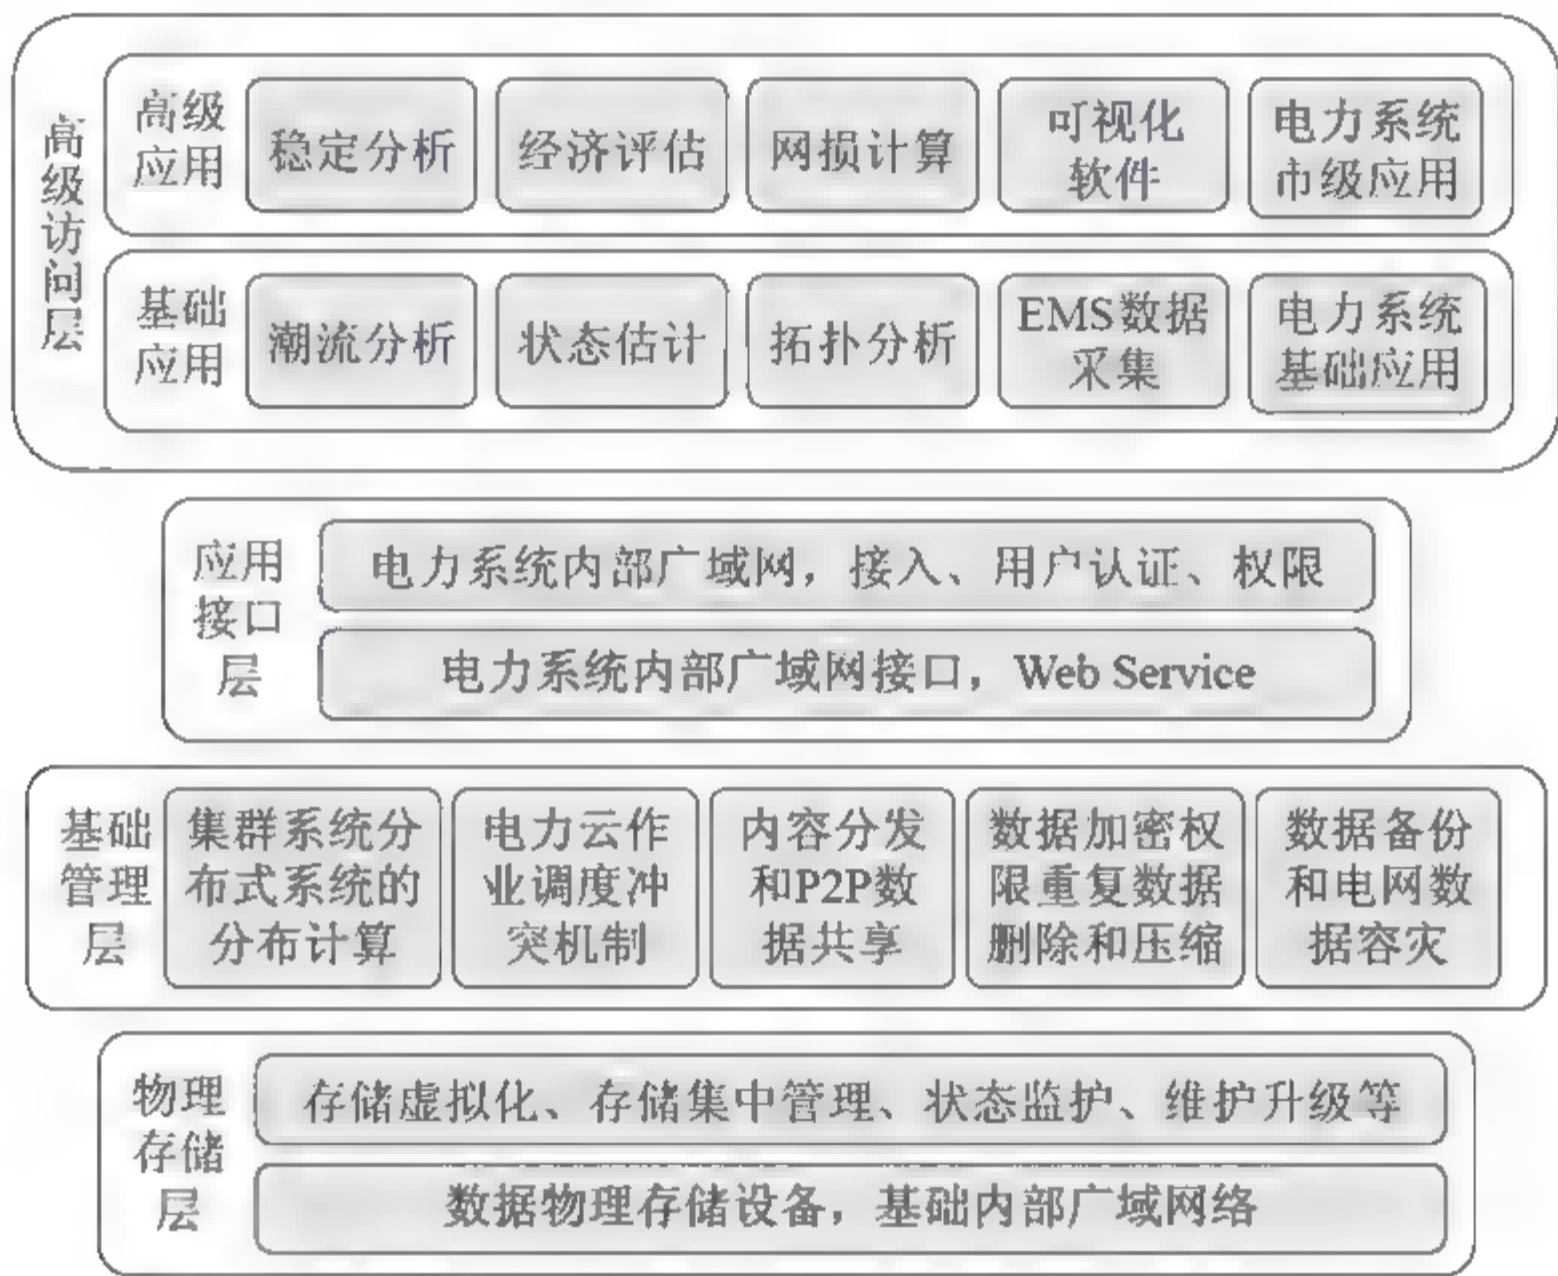 高级访问层
高级
应用
稳定分析
经济评估
网损计算
可视化
软件
电力系统
市级应用
基础
应用
潮流分析
状态估计
拓扑分析
EMS数据
采集
电力系统
基础应用
应用
接口
层
电力系统内部广域网，接入、用户认证、权限
电力系统内部广域网接口，Web Service
基础
管理
层
集群系统分
布式系统的
分布计算
电力云作
业调度冲
突机制
内容分发
和P2P数
据共享
数据加密权
限重复数据
删除和压缩
数据备份
和电网数
据容灾
物理
存储
层
存储虚拟化、存储集中管理、状态监护、维护升级等
数据物理存储设备，基础内部广域网络